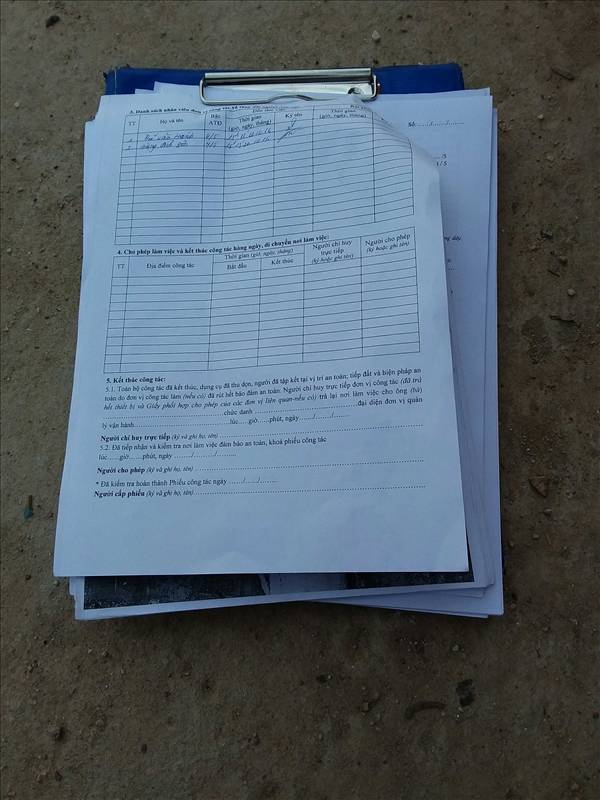 3. Danh sách nhân viên đơn vị công tác
Số: ...../...../.....
TT Họ và tên Bậc ATĐ Thời gian (giờ, ngày, tháng) Ký tên Thời gian (giờ, ngày, tháng)
1 văn 4/5
2 đình 4/5
/5
1/5
4. Cho phép làm việc và kết thúc công tác hàng ngày, di chuyển nơi làm việc:
TT Địa điểm công tác Thời gian (giờ, ngày, tháng) Người chỉ huy trực tiếp (ký hoặc ghi tên) Người cho phép (ký hoặc ghi tên)
Bắt đầu Kết thúc
5. Kết thúc công tác:
5.1. Toàn bộ công tác đã kết thúc, dụng cụ đã thu dọn, người đã tập kết tại vị trí an toàn; tiếp đất và biện pháp an
toàn do đơn vị công tác làm (nếu có) đã rút hết bảo đảm an toàn. Người chỉ huy trực tiếp đơn vị công tác (đã trả
hết thiết bị và Giấy phối hợp cho phép của các đơn vị liên quan-nếu có) trả lại nơi làm việc cho ông (bà)
........................ chức danh ........................ đại diện đơn vị quản
lý vận hành........................lúc.....giờ.....phút, ngày....../....../......
Người chỉ huy trực tiếp (ký và ghi họ, tên) ........................
5.2. Đã tiếp nhận và kiểm tra nơi làm việc đảm bảo an toàn, khoá phiếu công tác
lúc......giờ......phút, ngày ....../....../......
Người cho phép (ký và ghi họ, tên) ........................
* Đã kiểm tra hoàn thành Phiếu công tác ngày ....../....../......
Người cấp phiếu (ký và ghi họ, tên) ........................